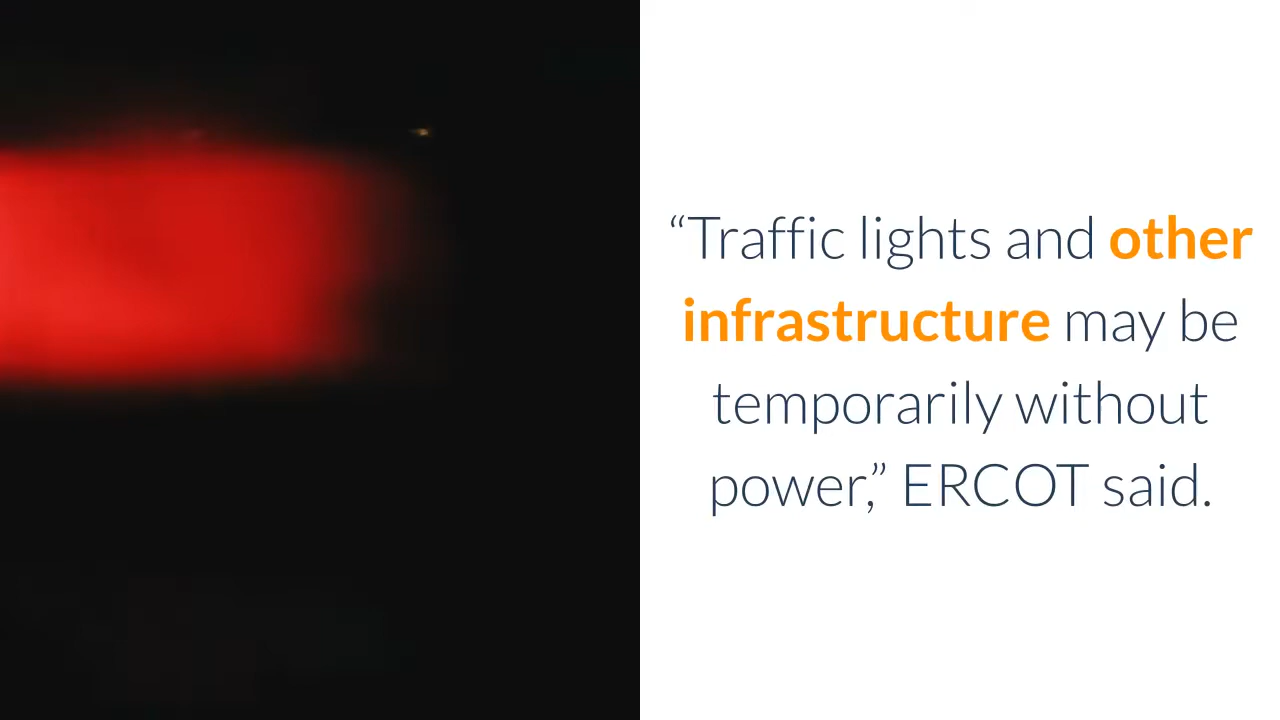 “Traffic lights and other
infrastructure may be
temporarily without
power,” ERCOT said.